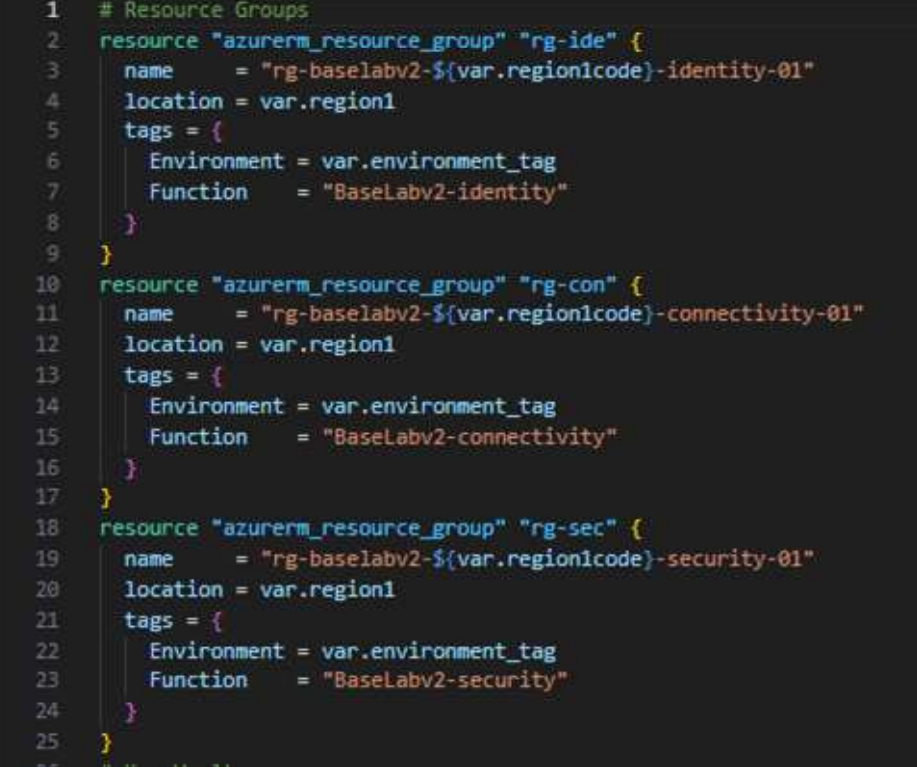 1 # Resource Groups
2 resource "azurerm_resource_group" "rg-ide" {
3   name     = "rg-baselabv2-${var.region1code}-identity-01"
4   location = var.region1
5   tags = {
6     Environment = var.environment_tag
7     Function    = "BaseLabv2-identity"
8   }
9 }
10 resource "azurerm_resource_group" "rg-con" {
11   name     = "rg-baselabv2-${var.region1code}-connectivity-01"
12   location = var.region1
13   tags = {
14     Environment = var.environment_tag
15     Function    = "BaseLabv2-connectivity"
16   }
17 }
18 resource "azurerm_resource_group" "rg-sec" {
19   name     = "rg-baselabv2-${var.region1code}-security-01"
20   location = var.region1
21   tags = {
22     Environment = var.environment_tag
23     Function    = "BaseLabv2-security"
24   }
25 }